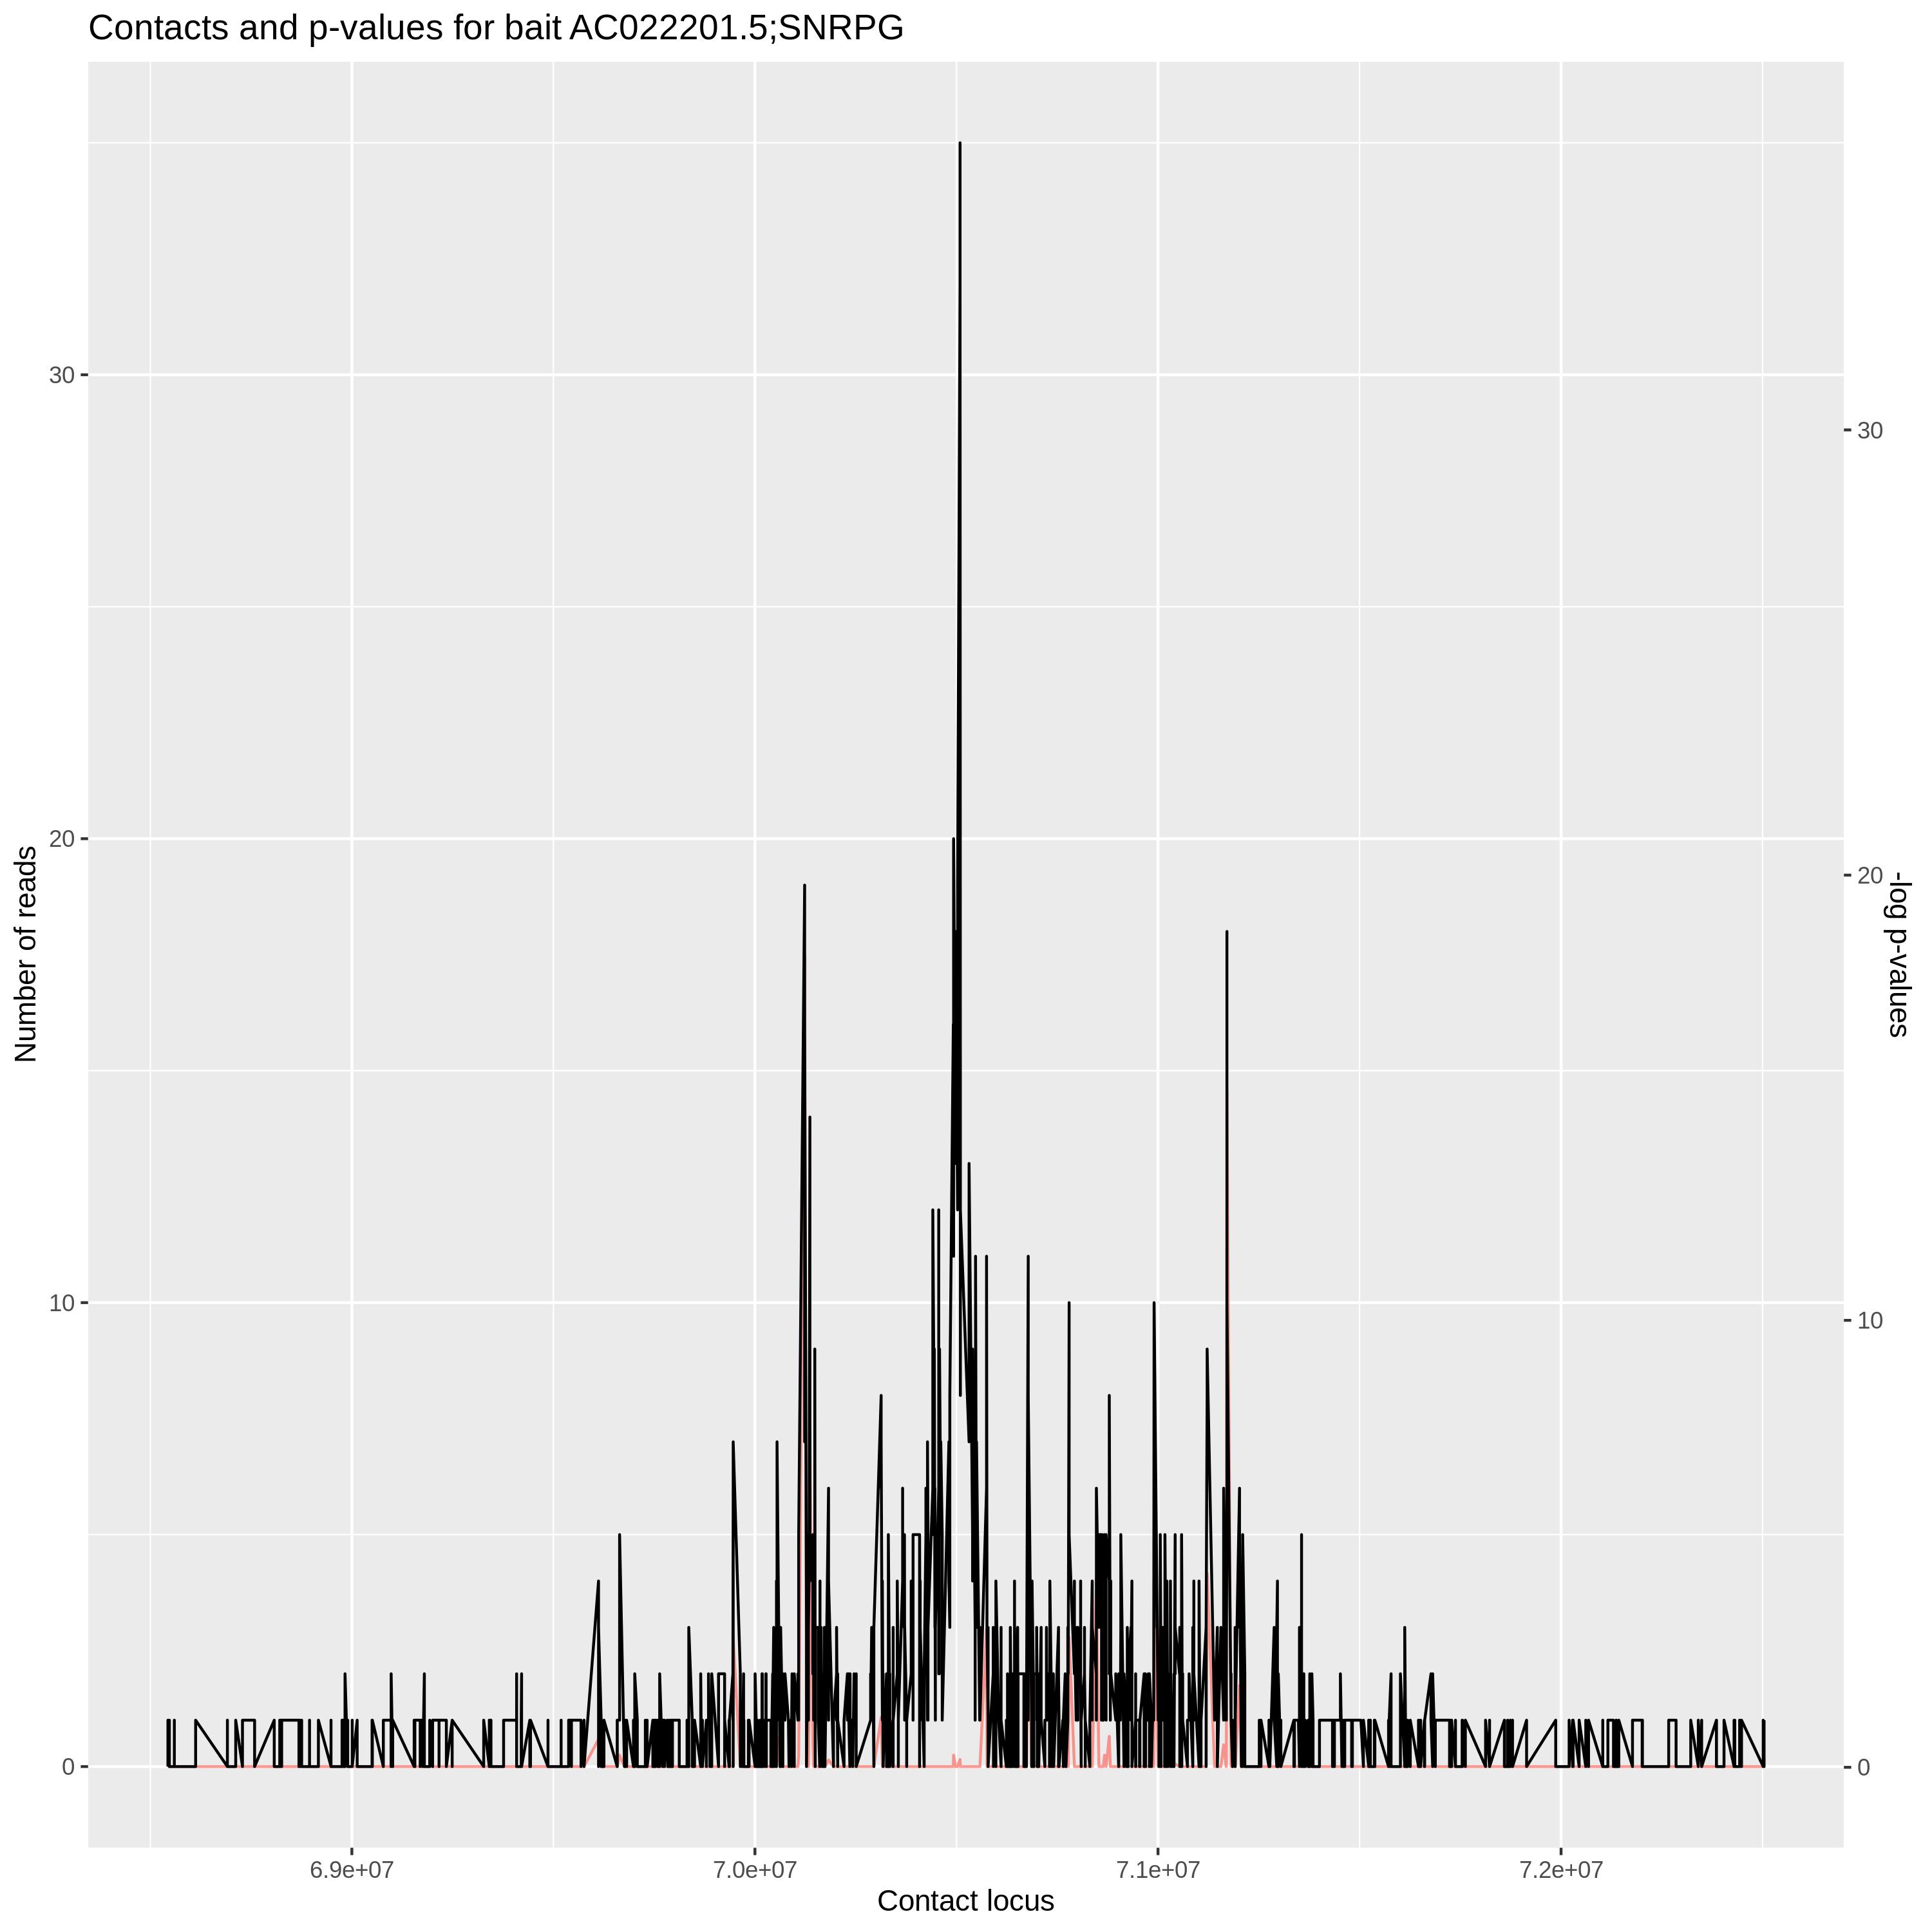 Contacts and p-values for bait AC022201.5;SNRPG
30
20
10
0
Number of reads
30
20
10
0
-log p-values
6.9e+07
7.0e+07
7.1e+07
7.2e+07
Contact locus